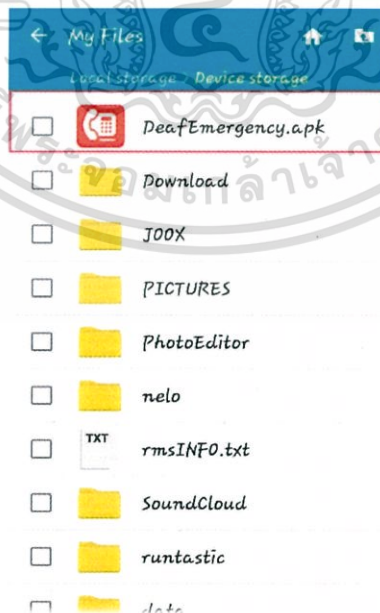 My Files
Local storage > Device storage
DeafEmergency.apk
Download
JOOX
PICTURES
PhotoEditor
nelo
TXT
rmsINFO.txt
SoundCloud
runtastic